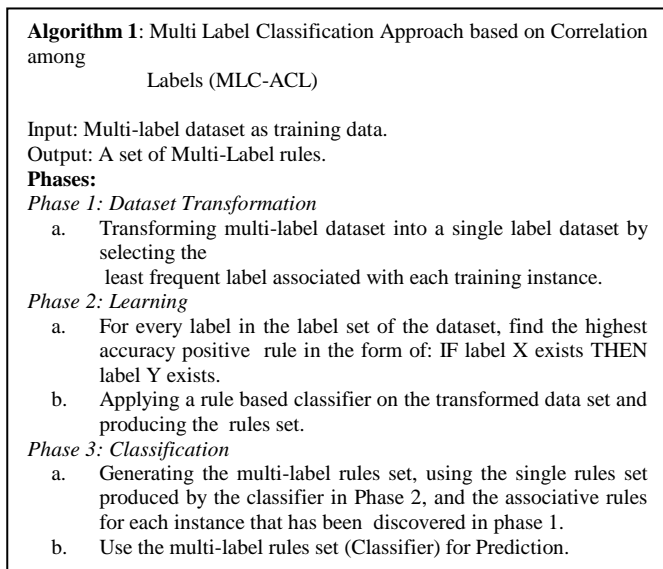 Algorithm 1: Multi Label Classification Approach based on Correlation
among
Labels (MLC-ACL)
Input: Multi-label dataset as training data.
Output: A set of Multi-Label rules.
Phases:
Phase 1: Dataset Transformation
a. Transforming multi-label dataset into a single label dataset by
selecting the
least frequent label associated with each training instance.
Phase 2: Learning
a. For every label in the label set of the dataset, find the highest
accuracy positive rule in the form of: IF label X exists THEN
label Y exists.
b. Applying a rule based classifier on the transformed data set and
producing the rules set.
Phase 3: Classification
a. Generating the multi-label rules set, using the single rules set
produced by the classifier in Phase 2, and the associative rules
for each instance that has been discovered in phase 1.
b. Use the multi-label rules set (Classifier) for Prediction.